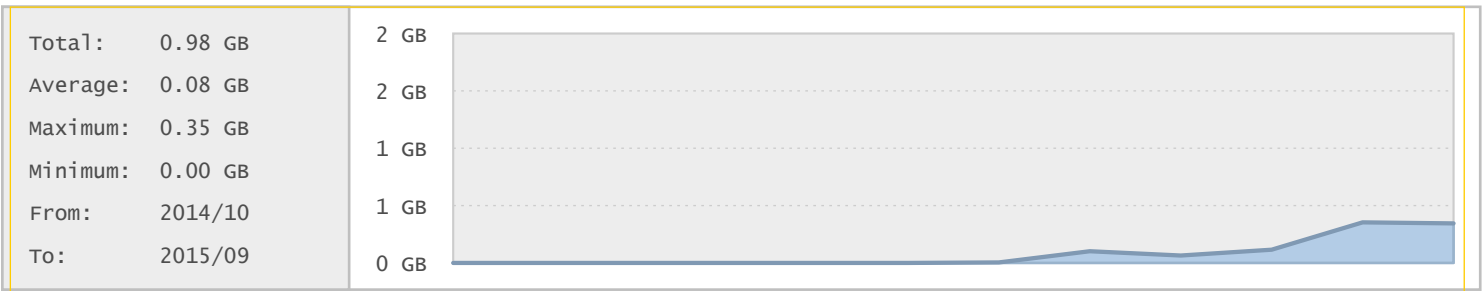 Total: 0.98 GB
Average: 0.08 GB
Maximum: 0.35 GB
Minimum: 0.00 GB
From: 2014/10
To: 2015/09
2 GB
2 GB
1 GB
1 GB
0 GB